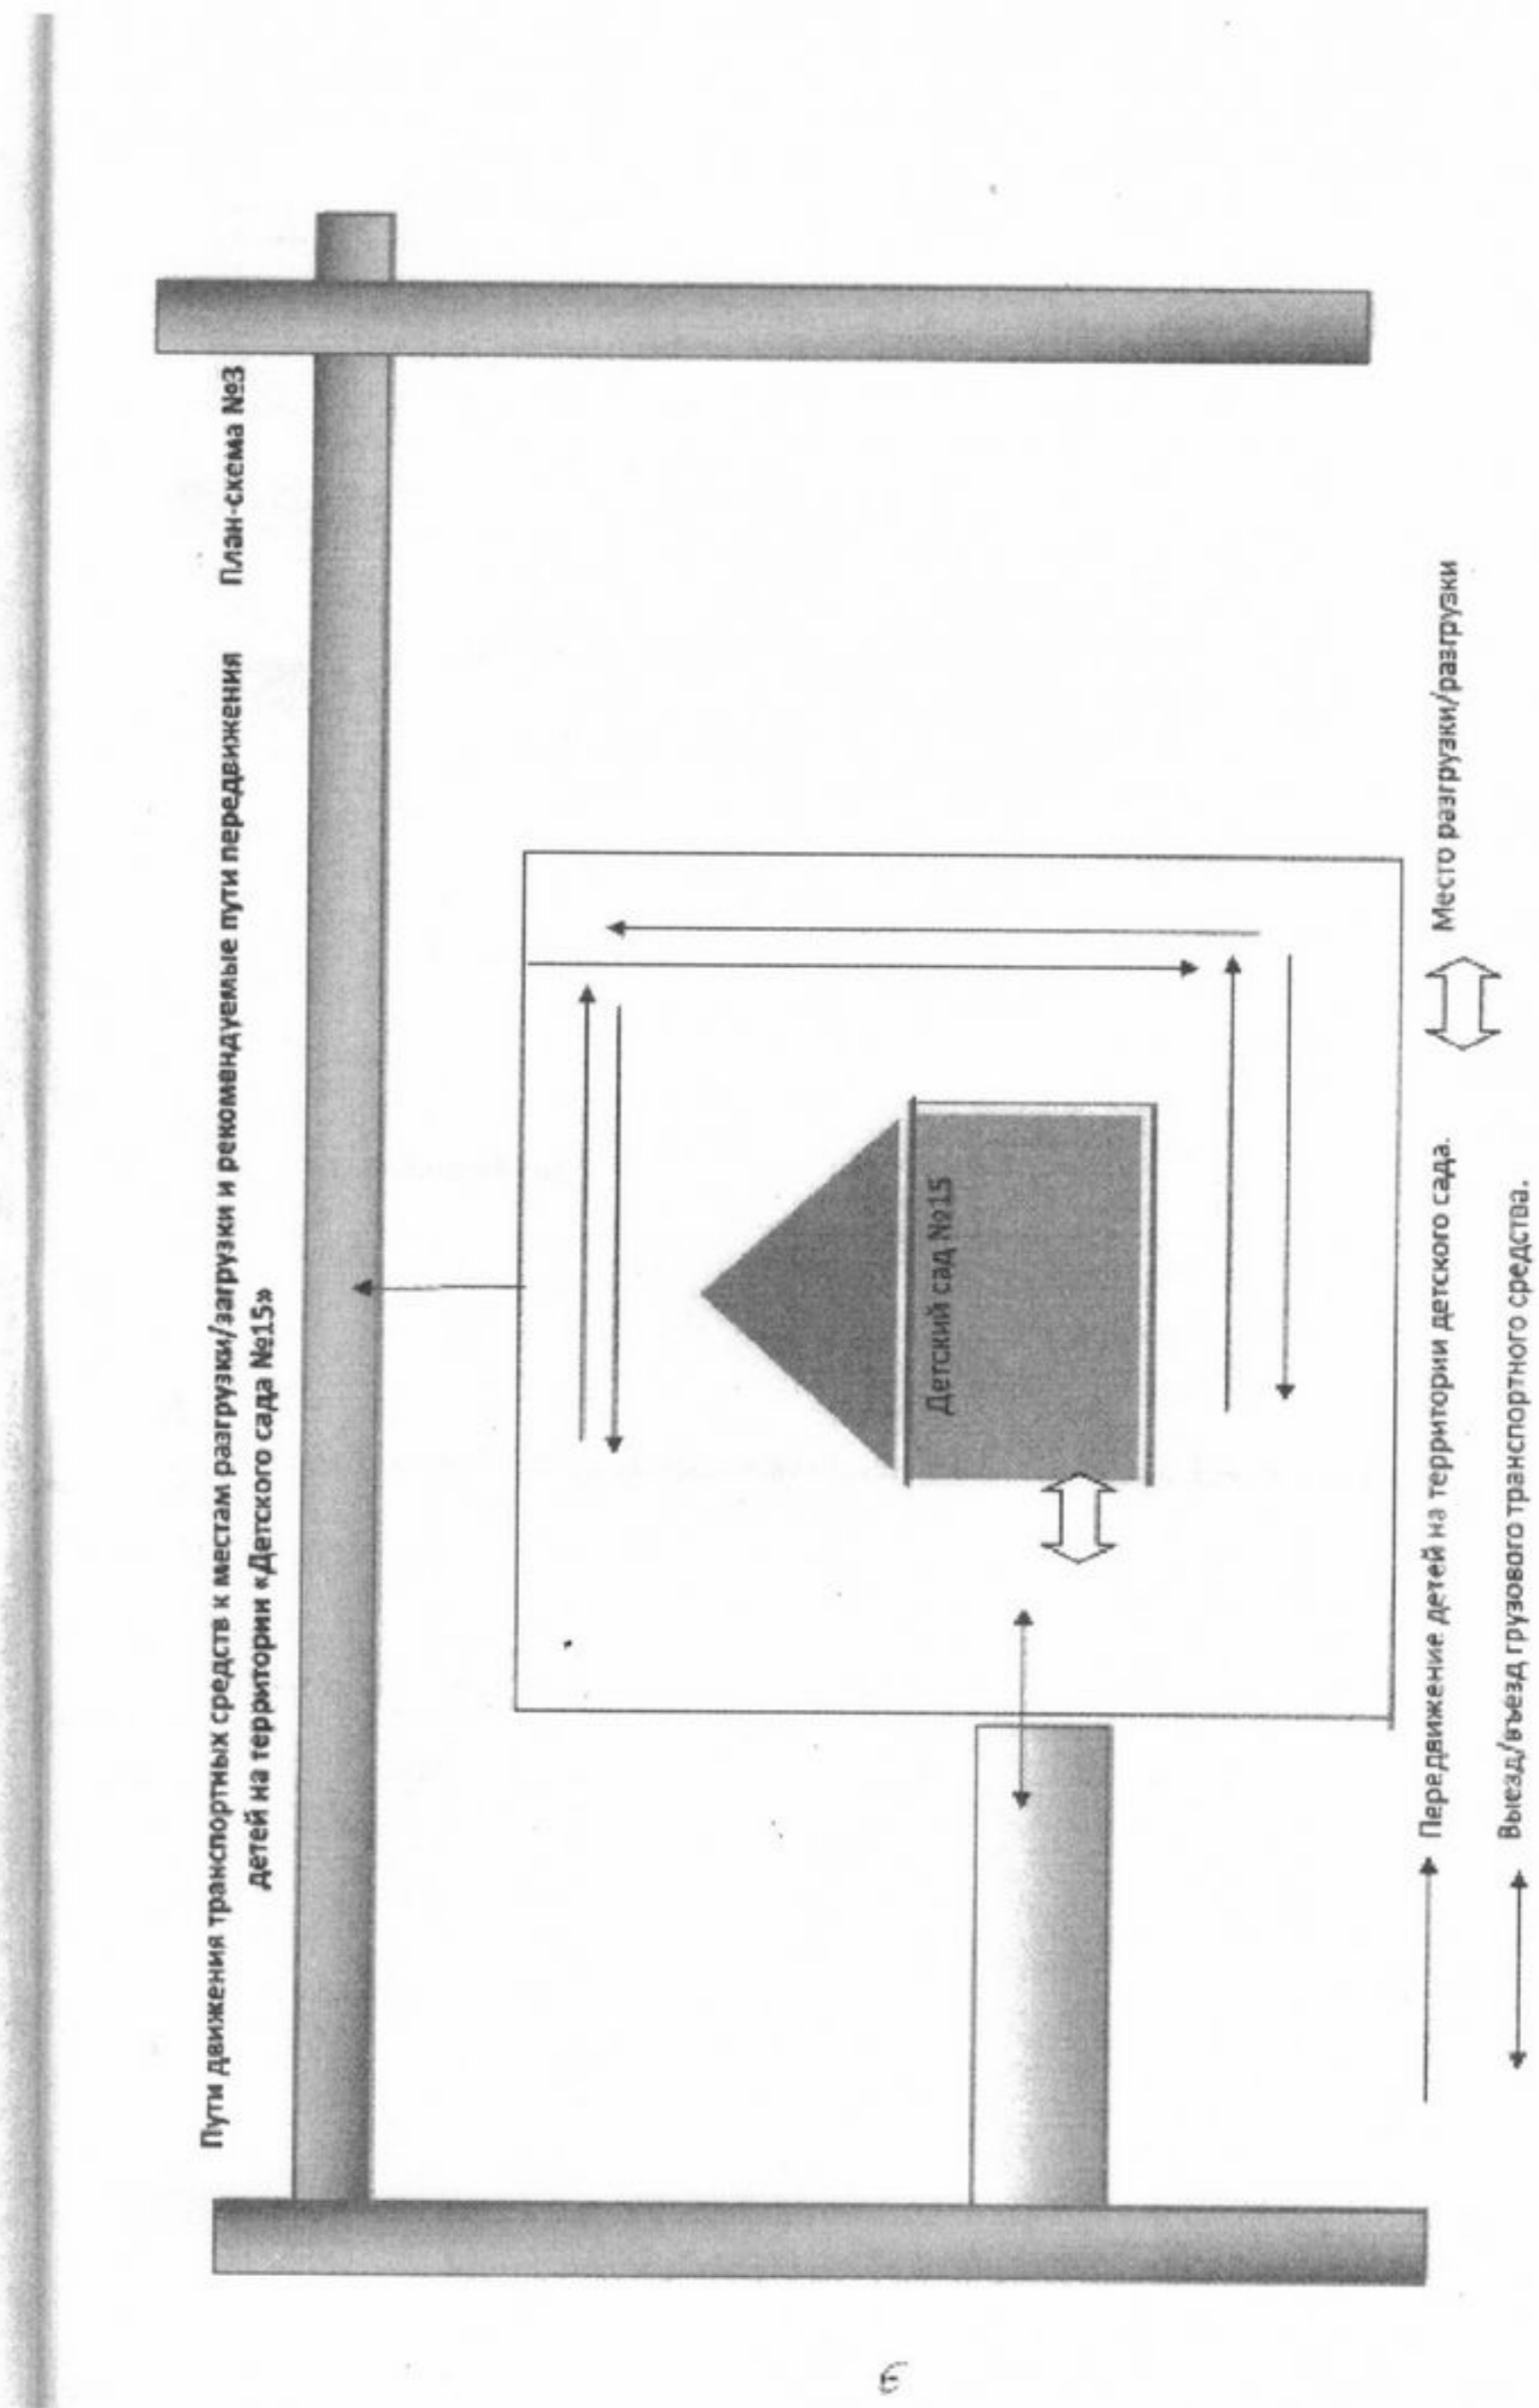 План-схема №3
Пути движения транспортных средств к местам разгрузки/загрузки и рекомендуемые пути передвижения
детей на территории «Детского сада №15»
Детский сад №15
Передвижение детей на территории детского сада.
Место разгрузки/разгрузки
Выезд/въезд грузового транспортного средства.